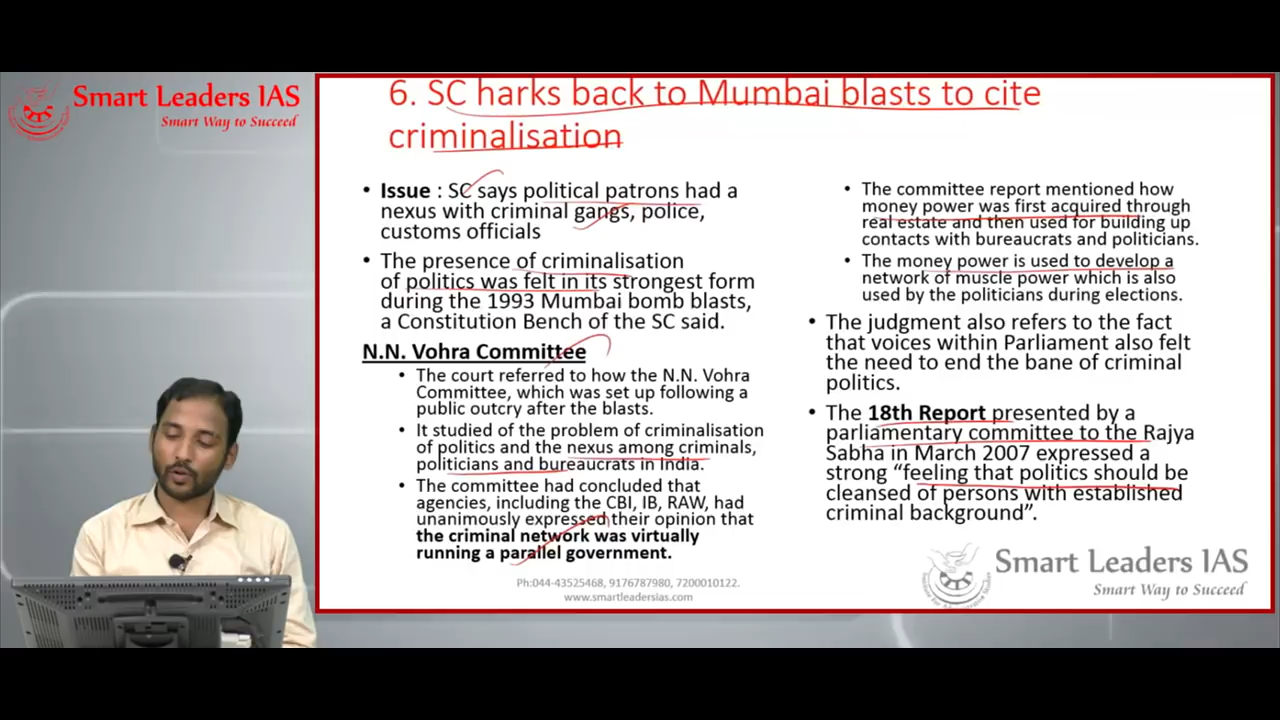 Smart Leaders IAS
Smart Way to Succeed
6. SC harks back to Mumbai blasts to cite
criminalisation
• Issue : SC says political patrons had a
nexus with criminal gangs, police,
customs officials
• The presence of criminalisation
of politics was felt in its strongest form
during the 1993 Mumbai bomb blasts,
a Constitution Bench of the SC said.
N.N. Vohra Committee
• The court referred to how the N.N. Vohra
Committee, which was set up following a
public outcry after the blasts.
• It studied of the problem of criminalisation
of politics and the nexus among criminals,
politicians and bureaucrats in India.
• The committee had concluded that
agencies, including the CBI, IB, RAW, had
unanimously expressed their opinion that
the criminal network was virtually
running a parallel government.
• The committee report mentioned how
money power was first acquired through
real estate and then used for building up
contacts with bureaucrats and politicians.
• The money power is used to develop a
network of muscle power which is also
used by the politicians during elections.
• The judgment also refers to the fact
that voices within Parliament also felt
the need to end the bane of criminal
politics.
• The 18th Report presented by a
parliamentary committee to the Rajya
Sabha in March 2007 expressed a
strong “feeling that politics should be
cleansed of persons with established
criminal background”.
Ph:044-43525468, 9176787980, 7200010122.
www.smartleadersias.com
Smart Leaders IAS
Smart Way to Succeed